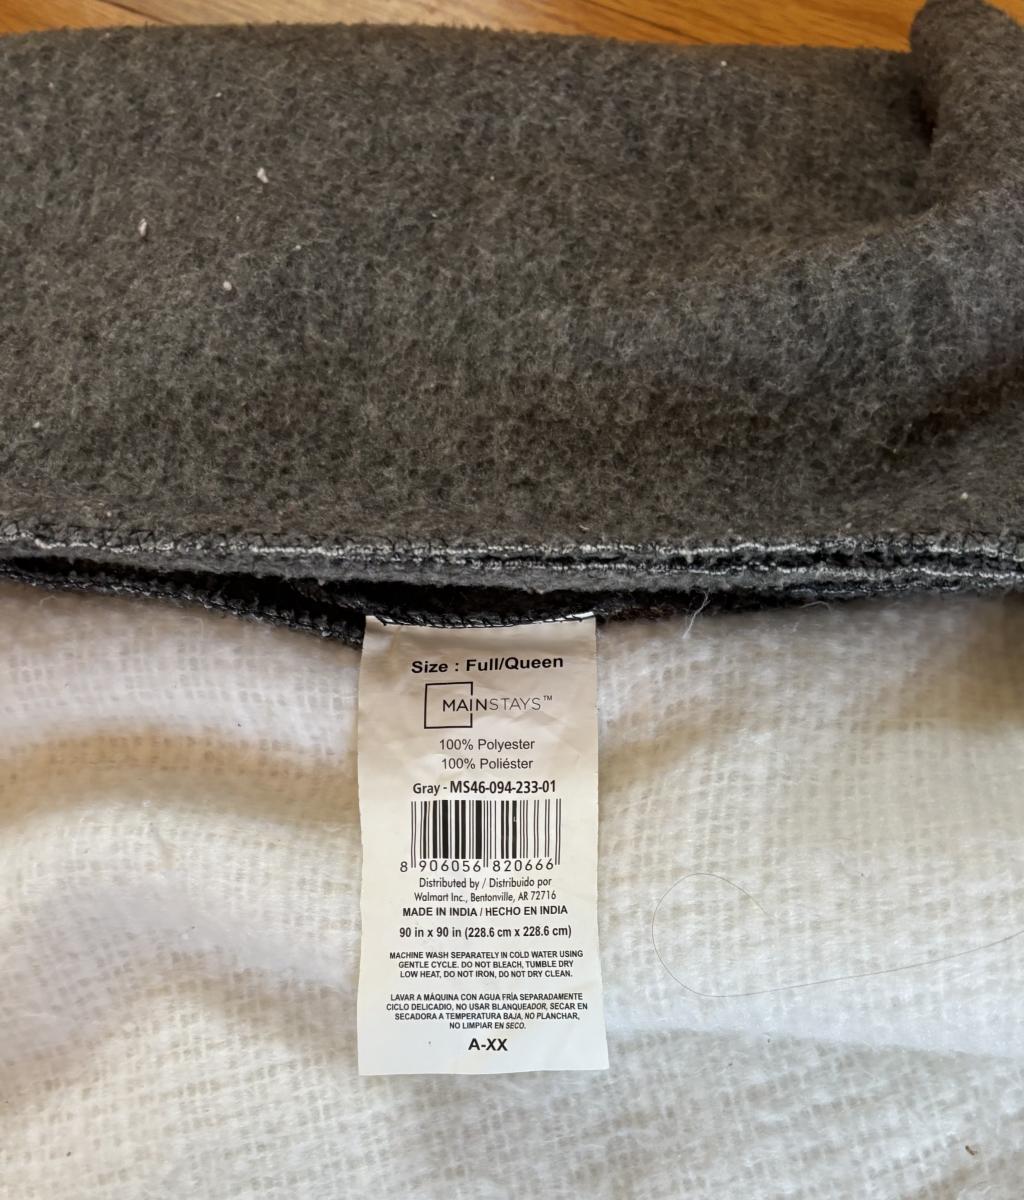 Size : Full/Queen
MAINSTAYS™
100% Polyester
100% Poliéster
Gray - MS46-094-233-01
8 906056 820666
Distributed by / Distribuido por
Walmart Inc., Bentonville, AR 72716
MADE IN INDIA / HECHO EN INDIA
90 in x 90 in (228.6 cm x 228.6 cm)
MACHINE WASH SEPARATELY IN COLD WATER USING
GENTLE CYCLE. DO NOT BLEACH, TUMBLE DRY
LOW HEAT, DO NOT IRON, DO NOT DRY CLEAN.
LAVAR A MÁQUINA CON AGUA FRÍA SEPARADAMENTE
CICLO DELICADIO, NO USAR BLANQUEADOR, SECAR EN
SECADORA A TEMPERATURA BAJA, NO PLANCHAR,
NO LIMPIAR EN SECO.
A-XX